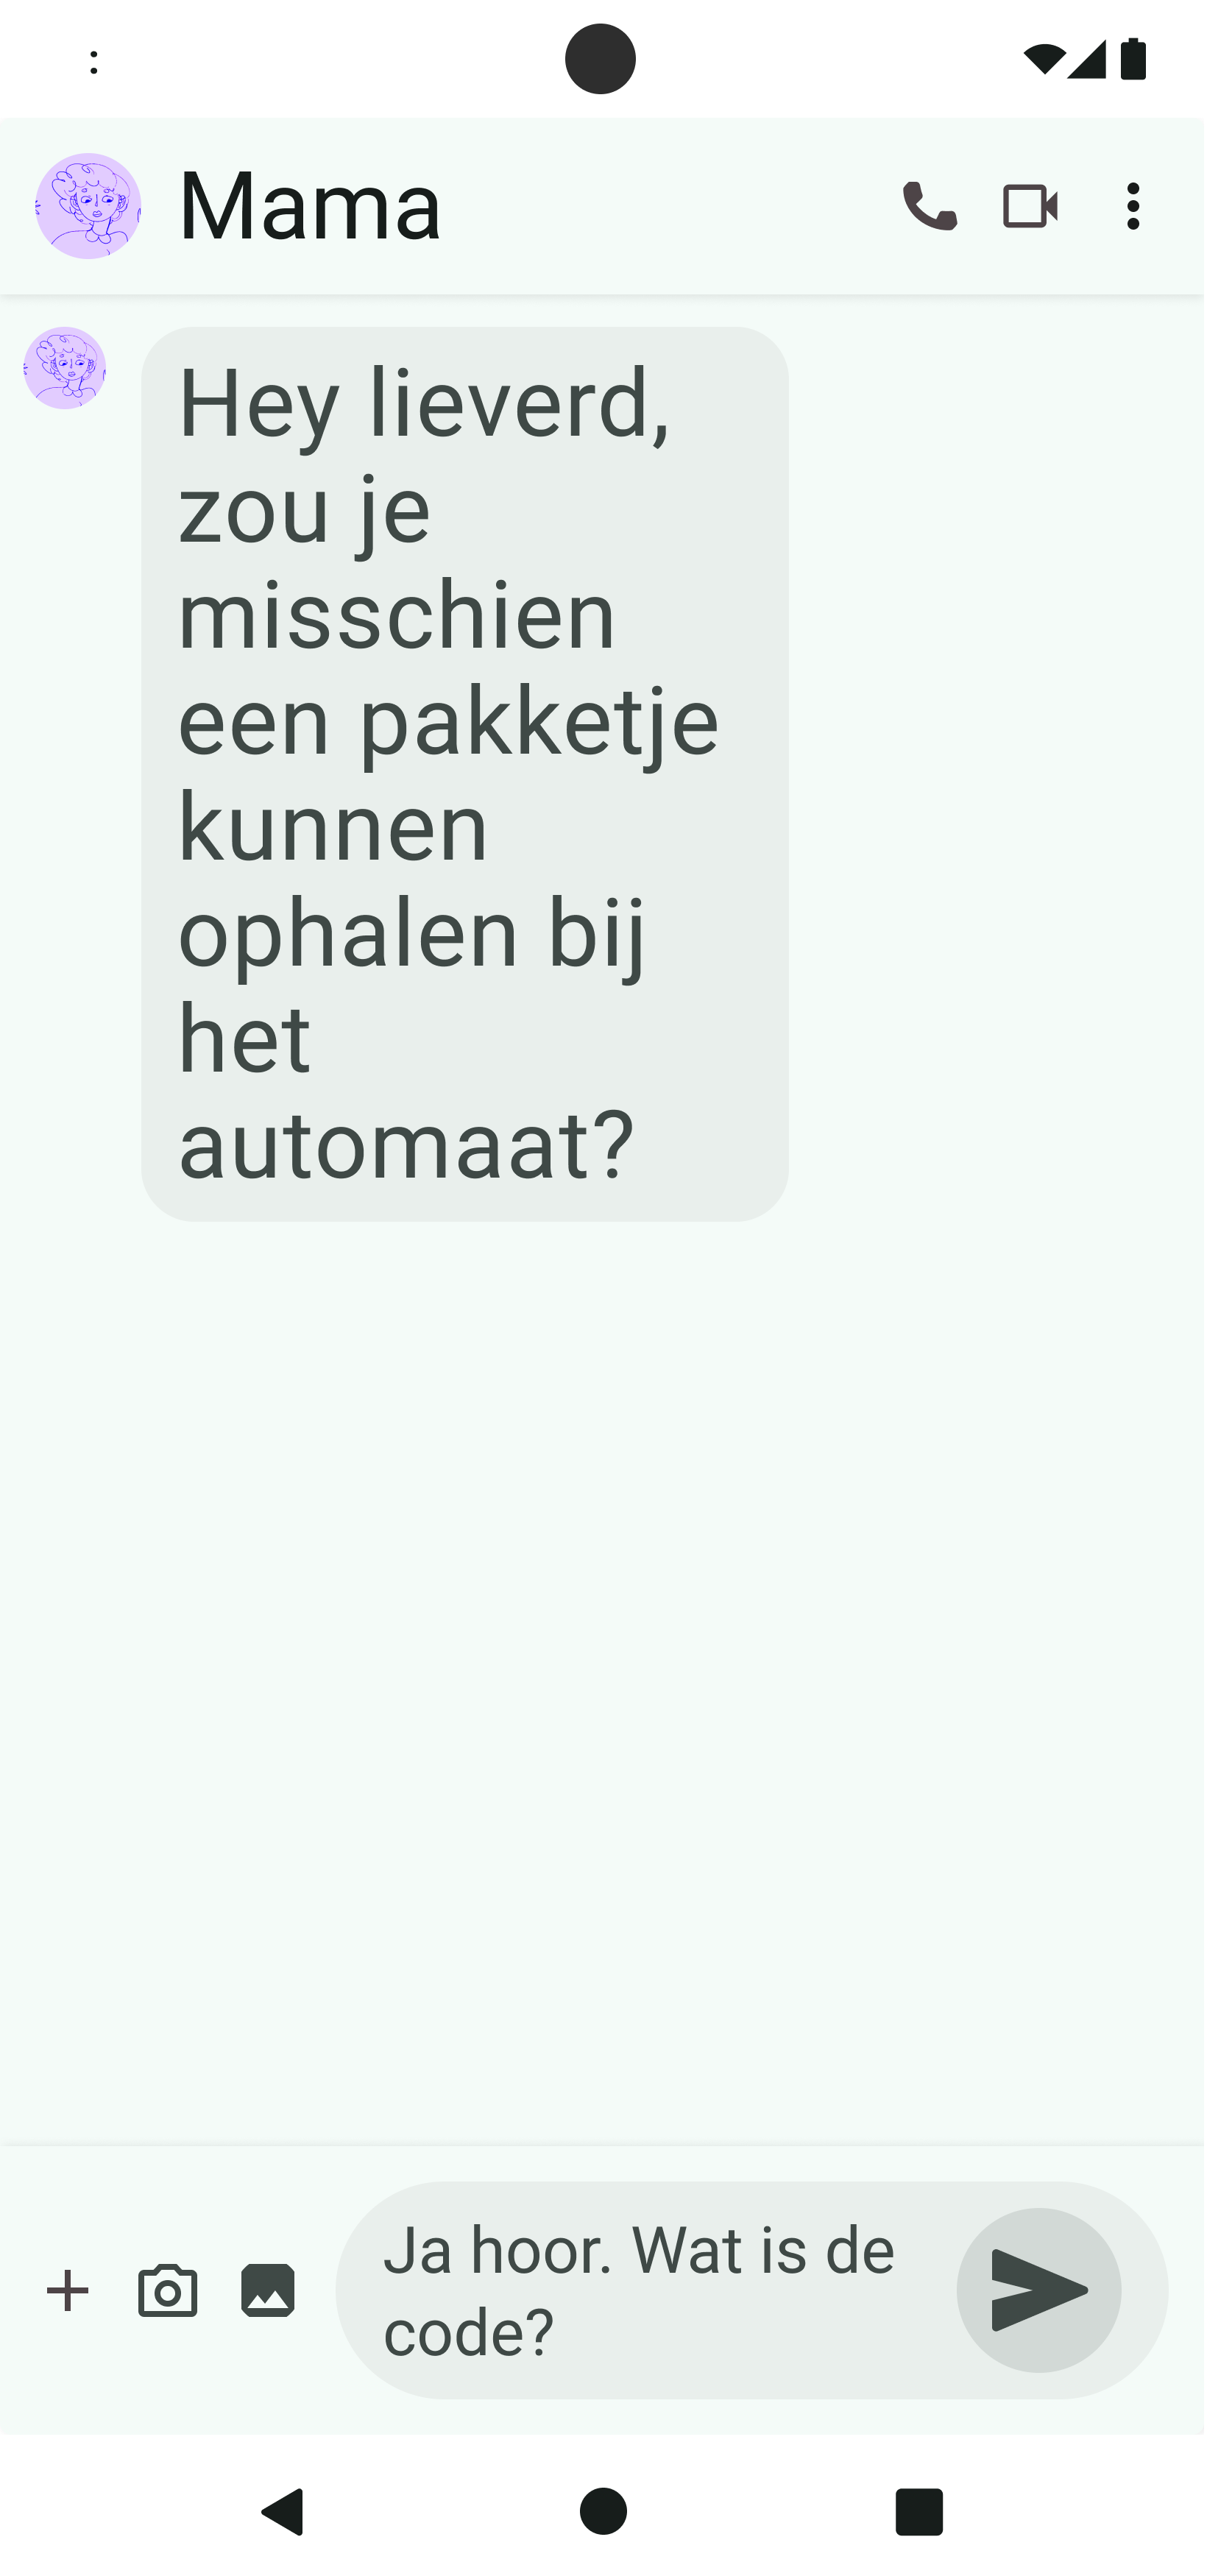 :
Mama
Hey lieverd,
zou je
misschien
een pakketje
kunnen
ophalen bij
het
automaat?
Ja hoor. Wat is de
code?